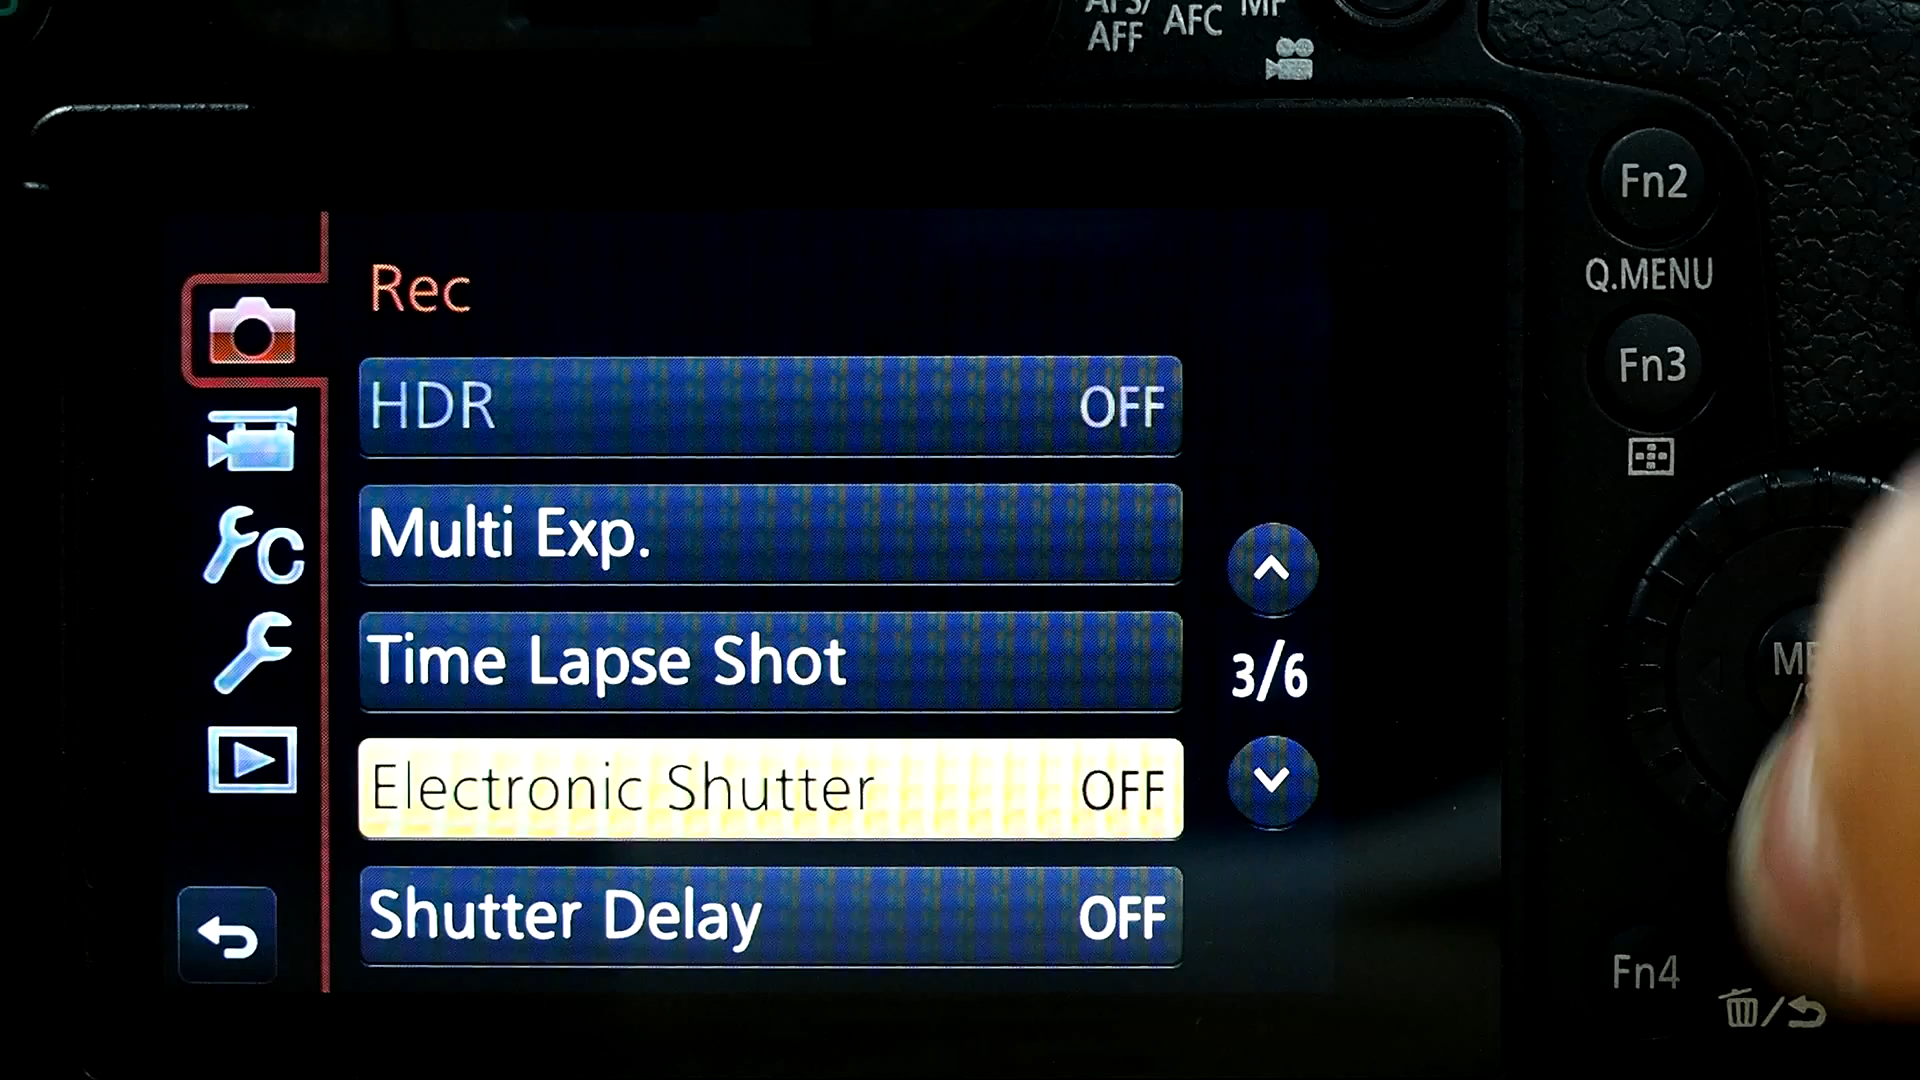 AFS/
AFF AFC MF
Fn2
Q.MENU
Fn3
Rec
HDR OFF
Multi Exp.
Time Lapse Shot
Electronic Shutter OFF
Shutter Delay OFF
3/6
C
Fn4